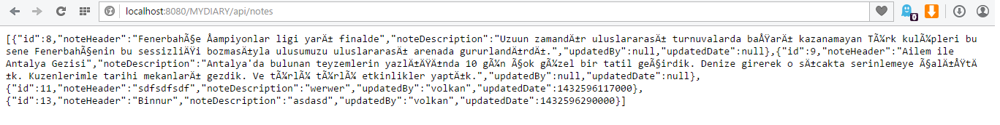 localhost:8080/MYDIARY/api/notes
0
[{"id":8,"noteHeader":"FenerbahÃ§e Åampiyonlar ligi yarÄ± finalde","noteDescription":"Uzuun zamandÄ±r uluslararasÄ± turnuvalarda baÅŸarÄ± kazanamayan TÃ¼rk kulÃ¼pleri bu
sene FenerbahÃ§enin bu sessizliÄŸi bozmasÄ±yla ulusumuzu uluslararasÄ± arenada gururlandÄ±rdÄ±.","updatedBy":null,"updatedDate":null},{"id":9,"noteHeader":"Ailem ile
Antalya Gezisi","noteDescription":"Antalya'da bulunan teyzemlerin yazlÄ±ÄŸÄ±nda 10 gÃ¼n Ã§ok gÃ¼zel bir tatil geÃ§irdik. Denize girerek o sÄ±cakta serinlemeye Ã§alÄ±ÅŸtÄ
±k. Kuzenlerimle tarihi mekanlarÄ± gezdik. Ve tÃ¼rlÃ¼ tÃ¼rlÃ¼ etkinlikler yaptÄ±k.","updatedBy":null,"updatedDate":null},
{"id":11,"noteHeader":"sdfsdfsdf","noteDescription":"werwer","updatedBy":"volkan","updatedDate":1432596117000},
{"id":13,"noteHeader":"Binnur","noteDescription":"asdasd","updatedBy":"volkan","updatedDate":1432596290000}]